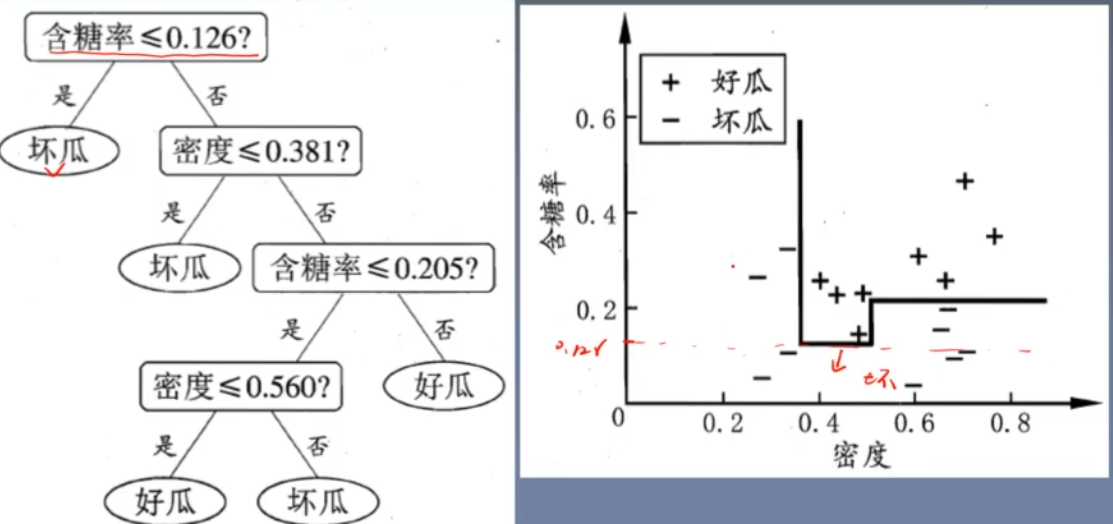 含糖率≤0.126?
是
否
坏瓜
密度≤0.381?
是
否
坏瓜
含糖率≤0.205?
是
否
密度≤0.560?
好瓜
是
否
好瓜
坏瓜
+ 好瓜
− 坏瓜
含糖率
0.6
0.4
0.2
0
0.2
0.4
0.6
0.8
密度